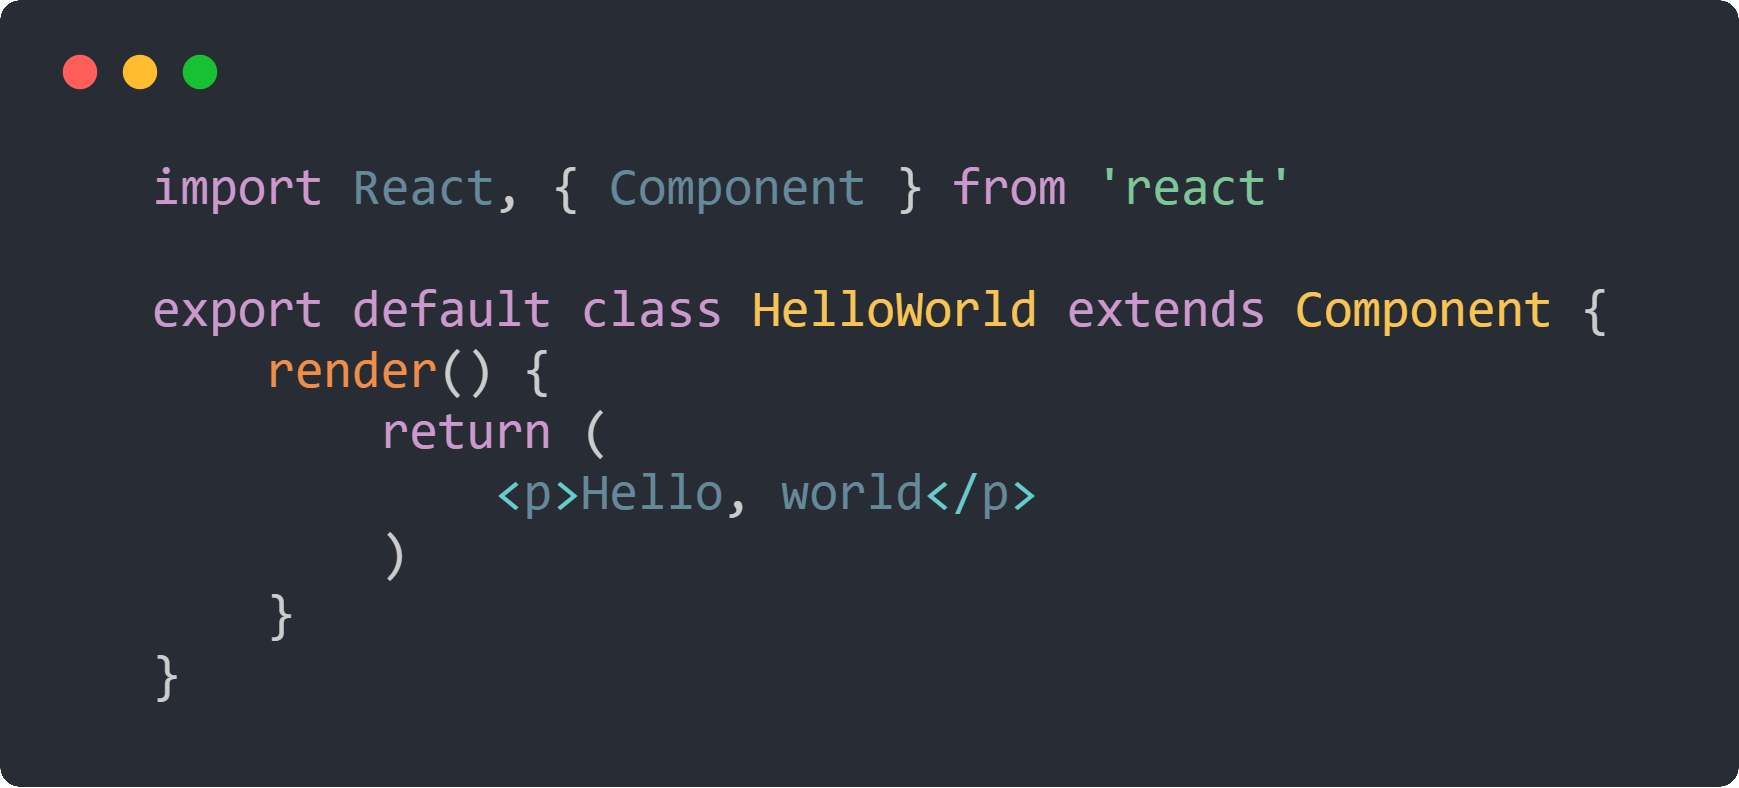 import React, { Component } from 'react'

export default class HelloWorld extends Component {
    render() {
        return (
            <p>Hello, world</p>
        )
    }
}